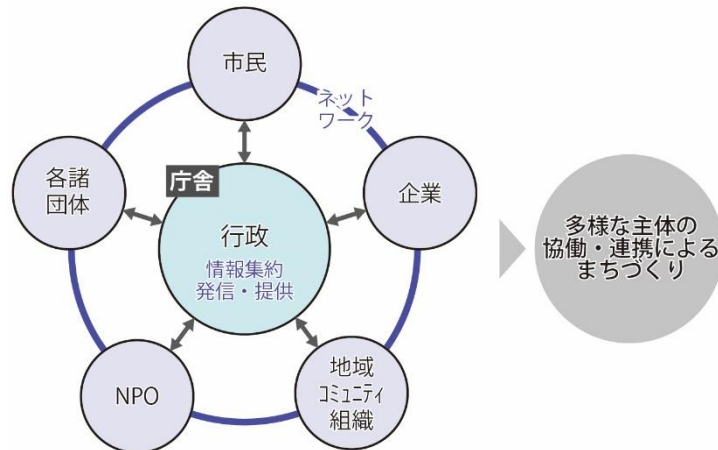 市民
ネット
ワーク
各諸
団体
庁舎
企業
行政
情報集約
発信・提供
NPO
地域
ｺﾐｭﾆﾃｨ
組織
多様な主体の
協働・連携による
まちづくり